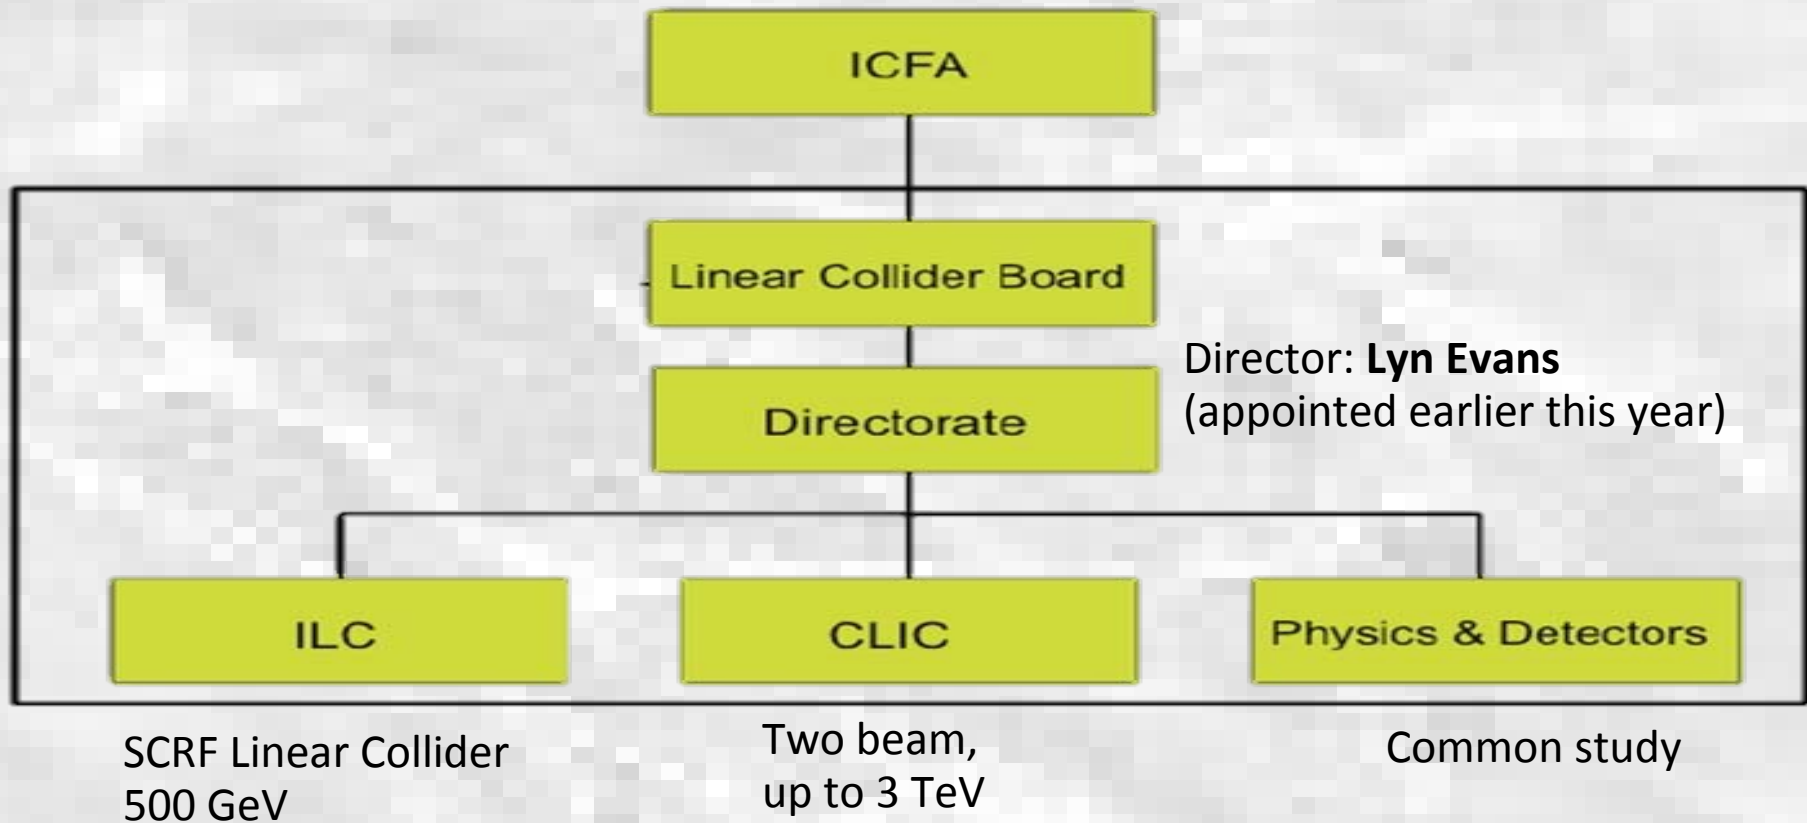 ICFA
Linear Collider Board
Director: Lyn Evans
(appointed earlier this year)
Directorate
ILC
CLIC
Physics & Detectors
SCRF Linear Collider
500 GeV
Two beam,
up to 3 TeV
Common study